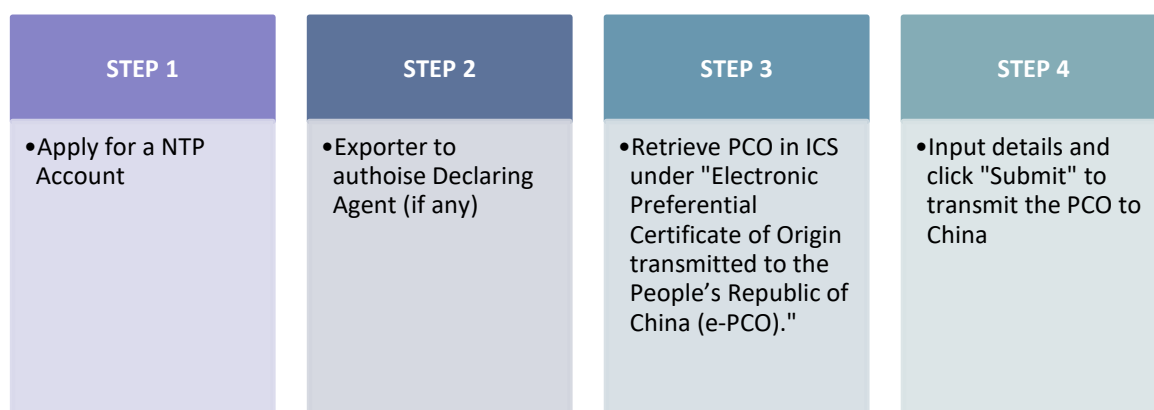 STEP 1
•Apply for a NTP
Account
STEP 2
•Exporter to
authoise Declaring
Agent (if any)
STEP 3
•Retrieve PCO in ICS
under "Electronic
Preferential
Certificate of Origin
transmitted to the
People’s Republic of
China (e-PCO)."
STEP 4
•Input details and
click "Submit" to
transmit the PCO to
China